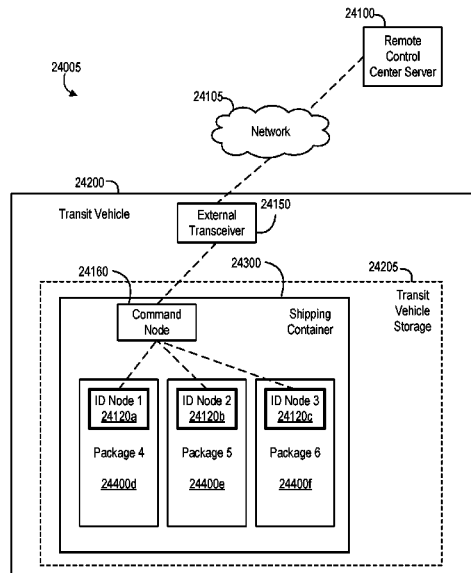 24100
Remote
Control
Center Server
24005
24105
Network
24200
Transit Vehicle
External
Transceiver
24150
24160
24300
24205
Command
Node
Shipping
Container
Transit
Vehicle
Storage
ID Node 1
24120a
ID Node 2
24120b
ID Node 3
24120c
Package 4
Package 5
Package 6
24400d
24400e
24400f